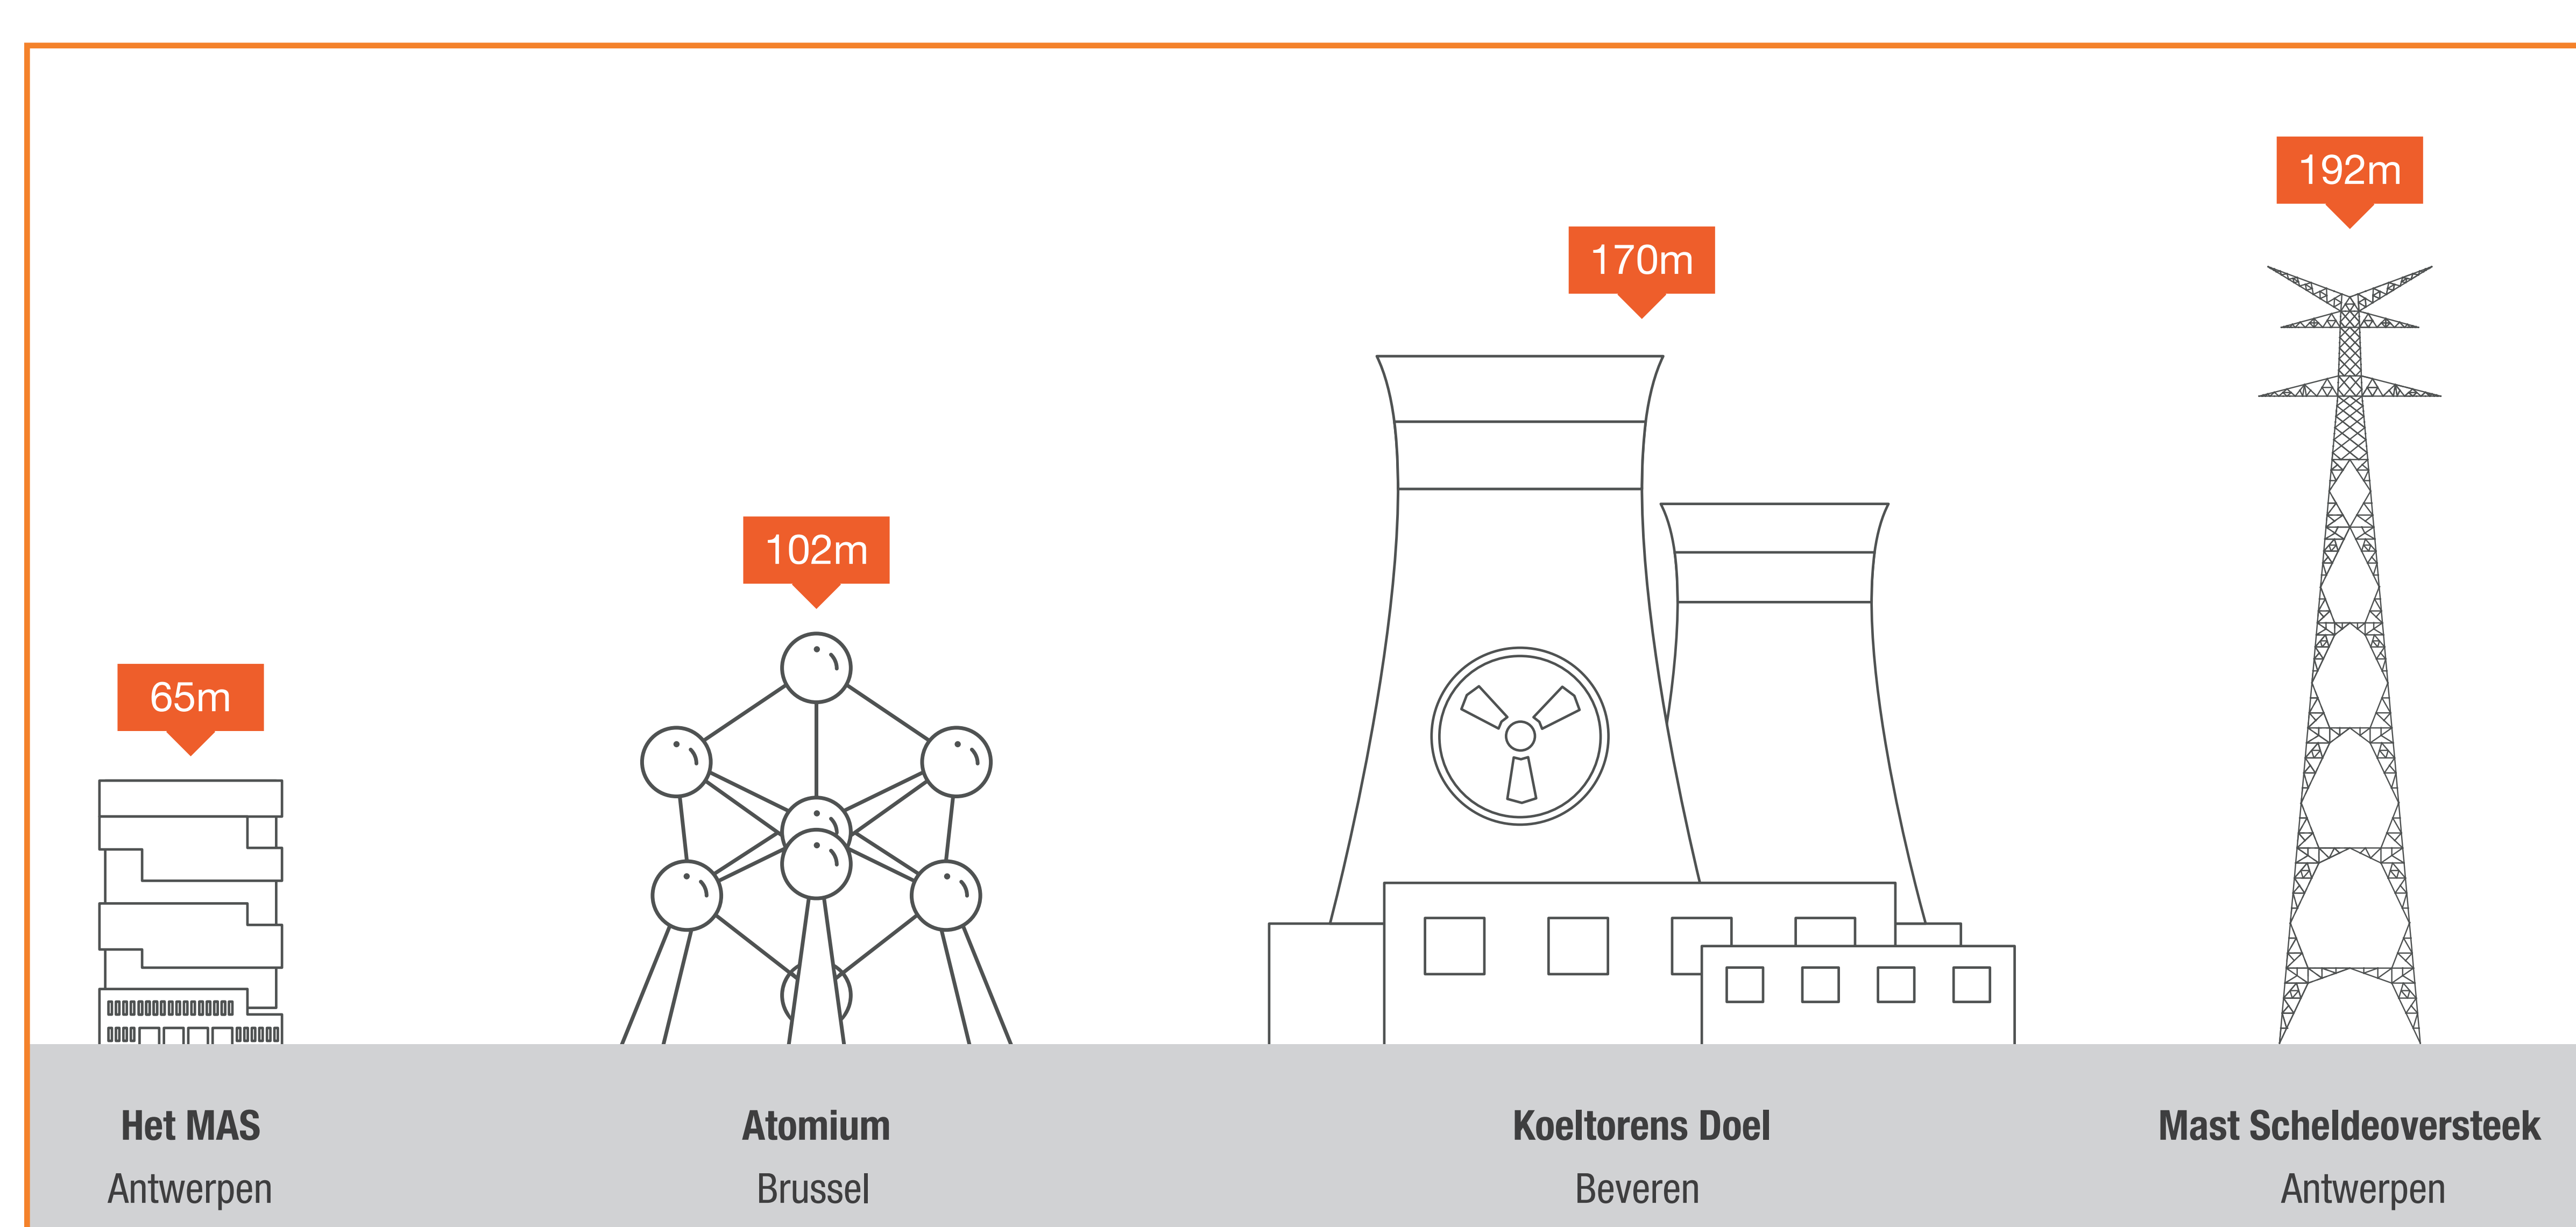 65m
102m
170m
192m
Het MAS
Antwerpen
Atomium
Brussel
Koeltorens Doel
Beveren
Mast Scheldeoversteek
Antwerpen